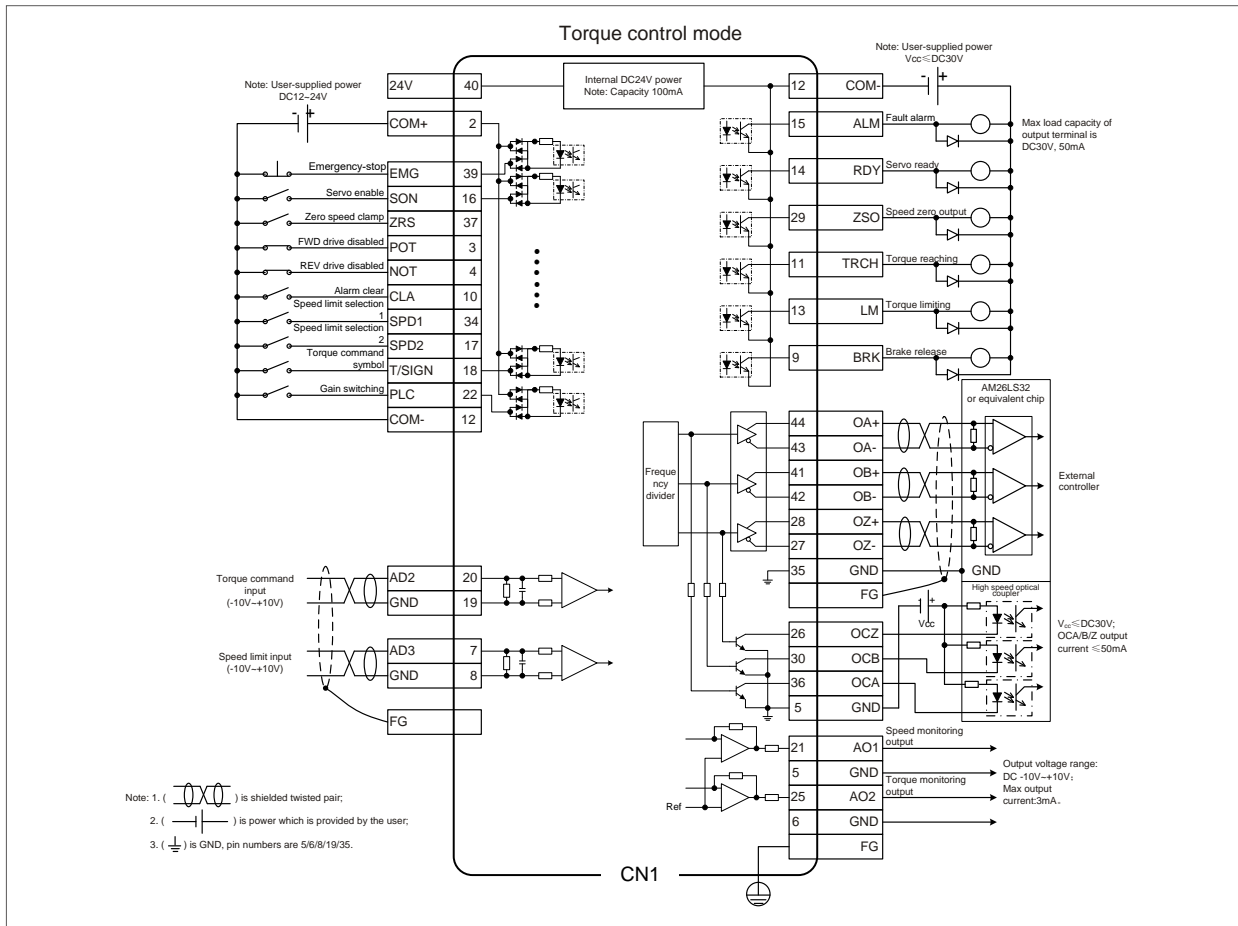 Torque control mode
Note: User-supplied power
DC12~24V
24V 40
COM+ 2
Emergency-stop EMG 39
Servo enable SON 16
Zero speed clamp ZRS 37
FWD drive disabled POT 3
REV drive disabled NOT 4
Alarm clear CLA 10
Speed limit selection 1 SPD1 34
Speed limit selection 2 SPD2 17
Torque command symbol T/SIGN 18
Gain switching PLC 22
COM- 12
Torque command input (-10V~+10V)
AD2 20
GND 19
Speed limit input (-10V~+10V)
AD3 7
GND 8
FG
Internal DC24V power
Note: Capacity 100mA
Note: User-supplied power
Vcc≤DC30V
12 COM-
15 ALM Fault alarm
14 RDY Servo ready
29 ZSO Speed zero output
11 TRCH Torque reaching
13 LM Torque limiting
9 BRK Brake release
Max load capacity of
output terminal is
DC30V, 50mA
AM26LS32
or equivalent chip
Freque
ncy
divider
44 OA+
43 OA-
41 OB+
42 OB-
28 OZ+
27 OZ-
35 GND GND
FG
External
controller
High speed optical
coupler
Vcc
26 OCZ
30 OCB
36 OCA
5 GND
Vcc≤DC30V;
OCA/B/Z output
current ≤50mA
21 AO1 Speed monitoring output
5 GND
25 AO2 Torque monitoring output
6 GND
FG
Ref
Output voltage range:
DC -10V~+10V;
Max output
current:3mA。
Note: 1. ( ) is shielded twisted pair;
2. ( ) is power which is provided by the user;
3. ( ) is GND, pin numbers are 5/6/8/19/35.
CN1